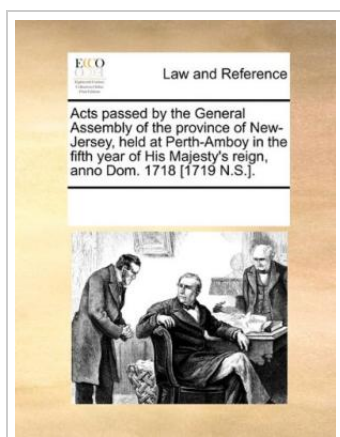 ECCO
Law and Reference
Acts passed by the General
Assembly of the province of New-
Jersey, held at Perth-Amboy in the
fifth year of His Majesty's reign,
anno Dom. 1718 [1719 N.S.].